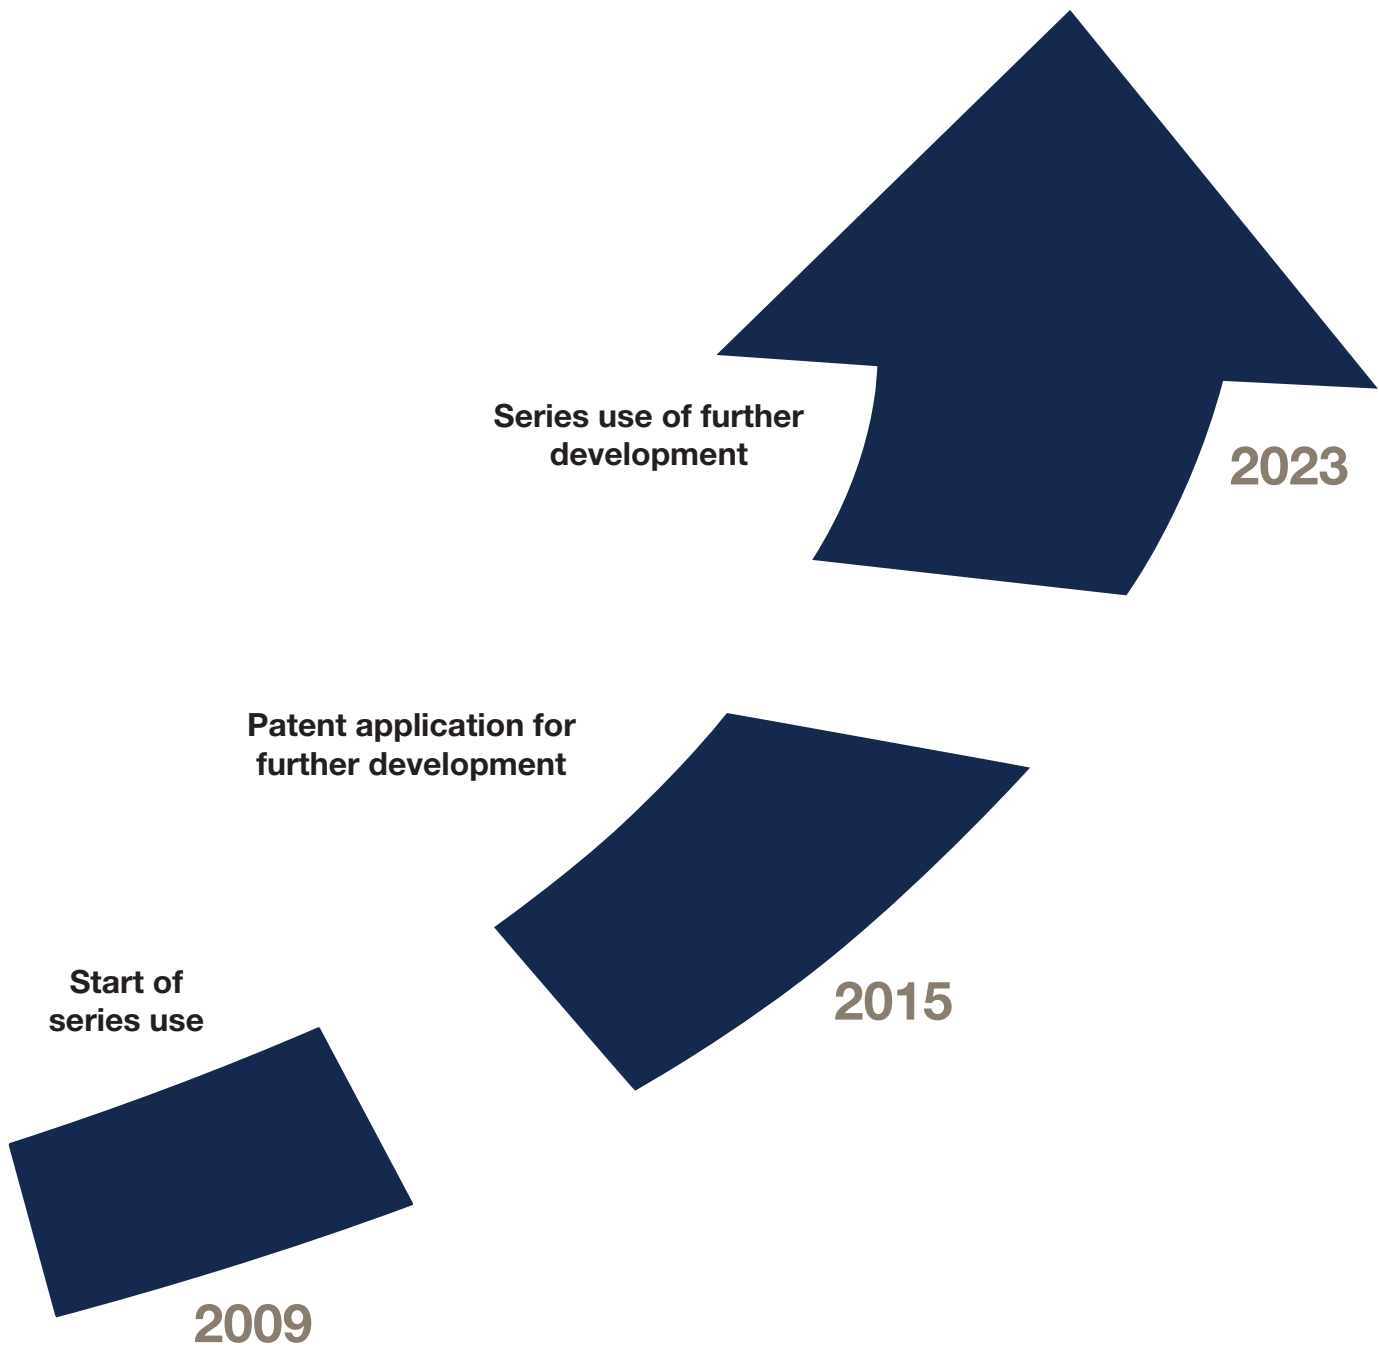 Series use of further
development
2023
Patent application for
further development
2015
Start of
series use
2009